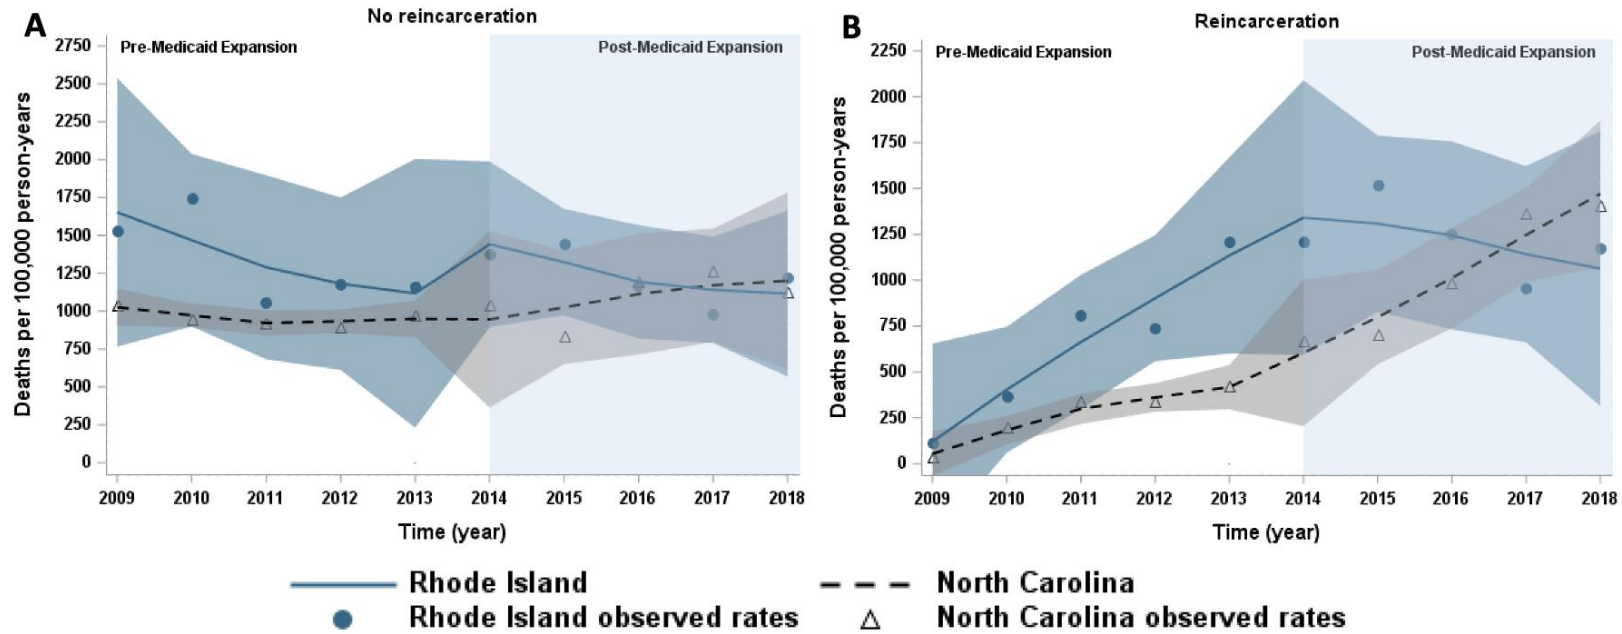 A
No reincarceration
Pre-Medicaid Expansion
Post-Medicaid Expansion
Deaths per 100,000 person-years
2750
2500
2250
2000
1750
1500
1250
1000
750
500
250
0
2009 2010 2011 2012 2013 2014 2015 2016 2017 2018
Time (year)
B
Reincarceration
Pre-Medicaid Expansion
Post-Medicaid Expansion
Deaths per 100,000 person-years
2250
2000
1750
1500
1250
1000
750
500
250
0
2009 2010 2011 2012 2013 2014 2015 2016 2017 2018
Time (year)
Rhode Island
North Carolina
Rhode Island observed rates
North Carolina observed rates